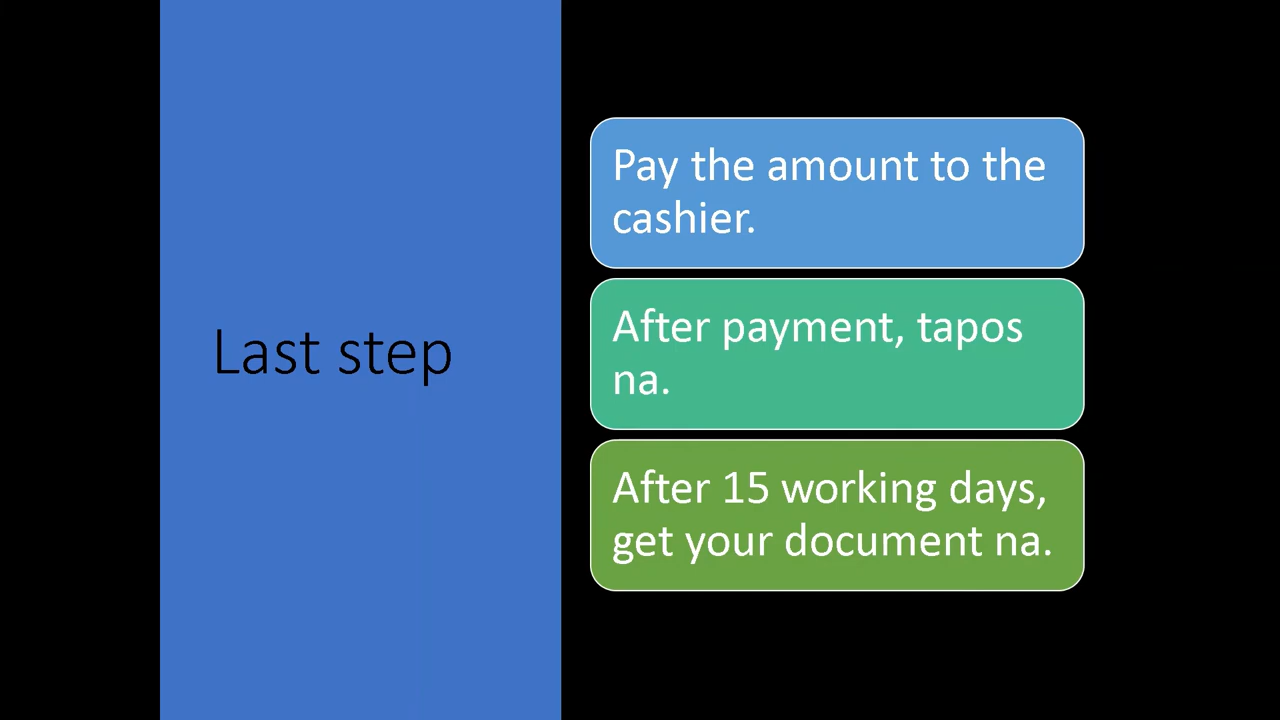 Last step
Pay the amount to the
cashier.
After payment, tapos
na.
After 15 working days,
get your document na.